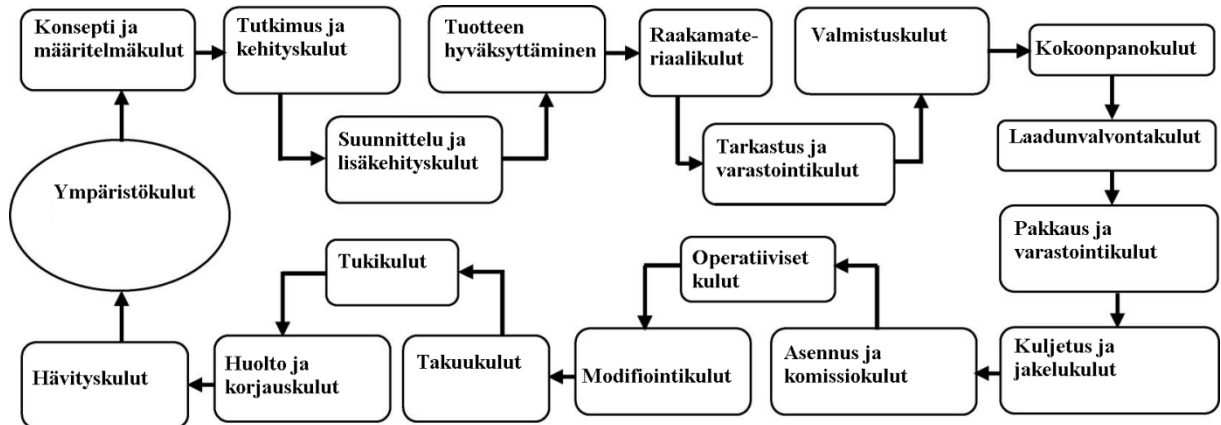 Konsepti ja
määritelmäkulut
Tutkimus ja
kehityskulut
Suunnittelu ja
lisäkehityskulut
Tuotteen
hyväksyttäminen
Raakamate-
riaalikulut
Tarkastus ja
varastointikulut
Valmistuskulut
Kokoonpanokulut
Laadunvalvontakulut
Pakkaus ja
varastointikulut
Kuljetus ja
jakelukulut
Asennus ja
komissiokulut
Operatiiviset
kulut
Modifiointikulut
Takuukulut
Tukikulut
Huolto ja
korjauskulut
Hävityskulut
Ympäristökulut